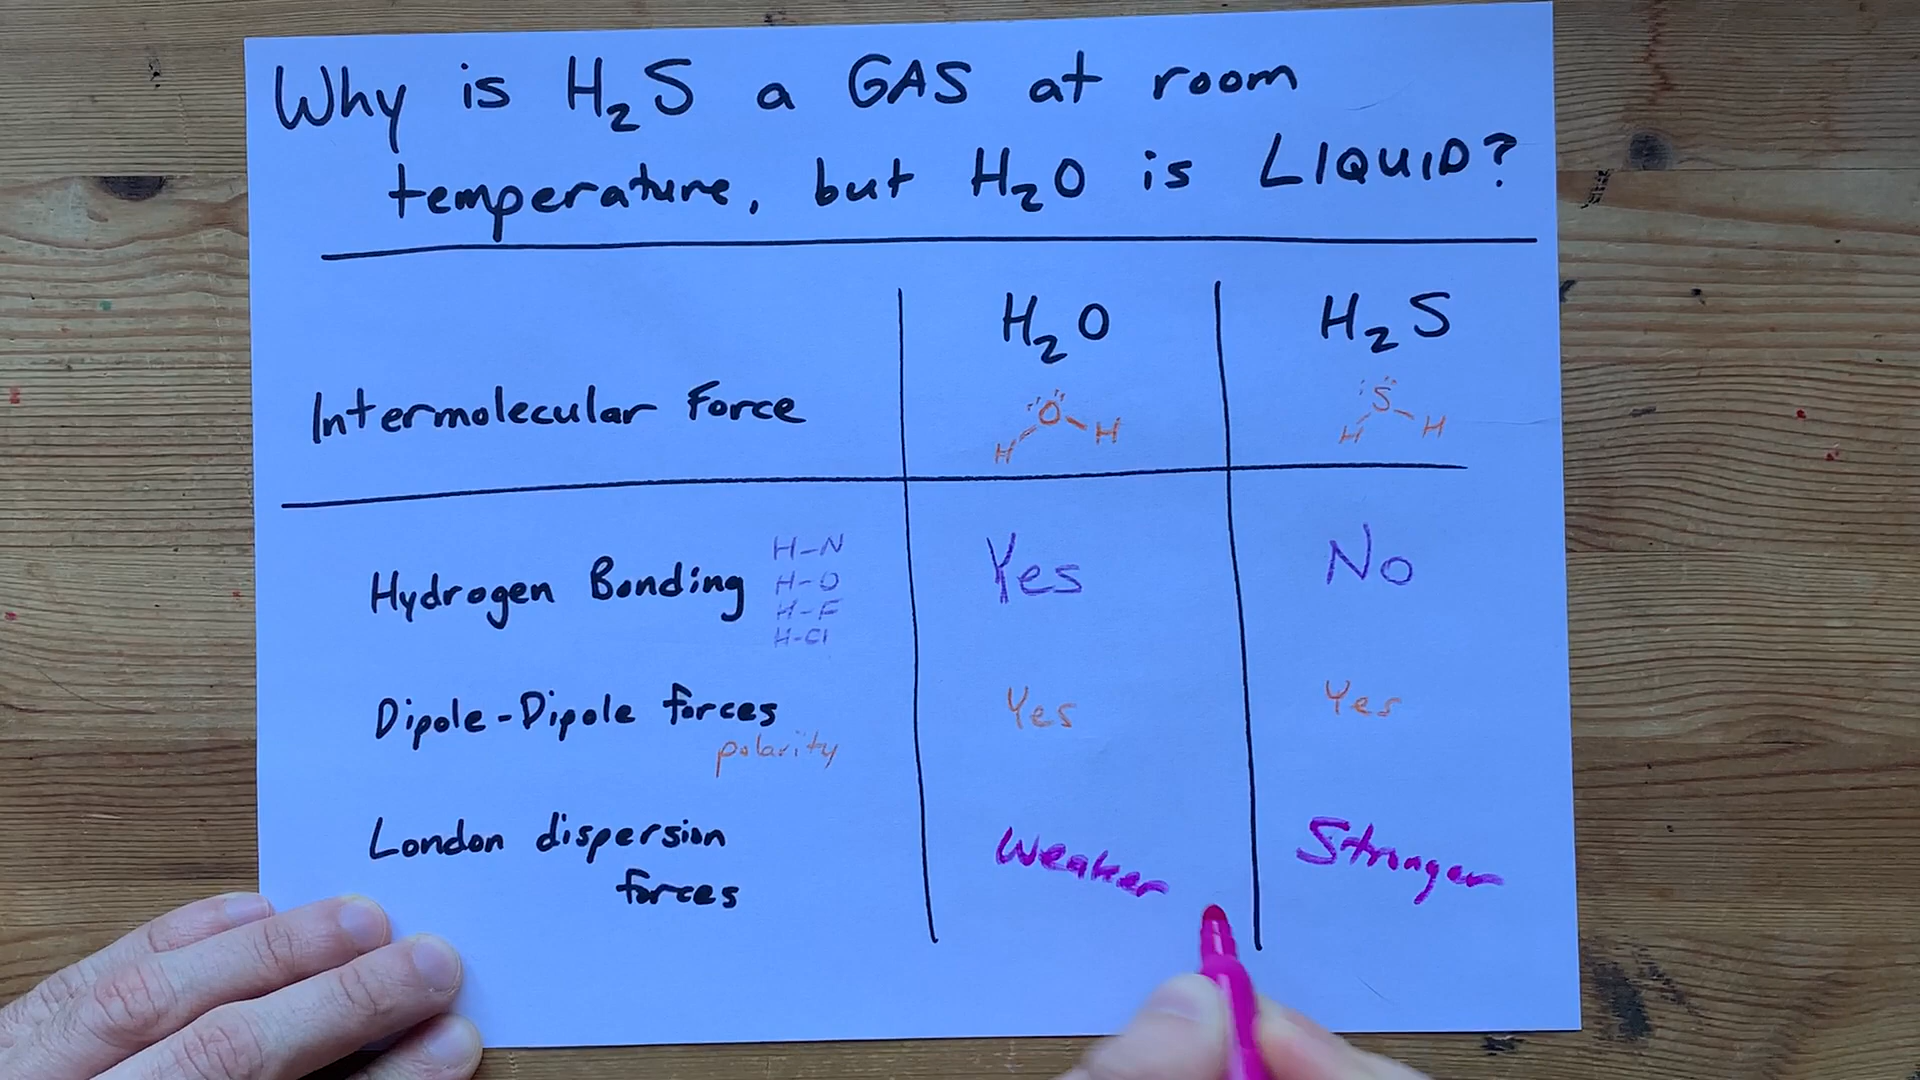 Why is H₂S a GAS at room
temperature, but H₂O is LIQUID?
H₂O
H₂S
Intermolecular Force
O
H
H
S
H
H
Hydrogen Bonding
H-N
H-O
H-F
H-Cl
Yes
No
Dipole-Dipole forces
polarity
Yes
Yes
London dispersion
forces
Weaker
Stronger